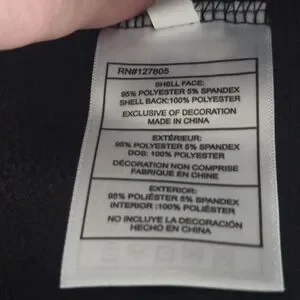 RN#127805
SHELL FACE:
95% POLYESTER 5% SPANDEX
SHELL BACK:100% POLYESTER
EXCLUSIVE OF DECORATION
MADE IN CHINA
EXTÉRIEUR:
95% POLYESTER 5% SPANDEX
DOS: 100% POLYESTER
DÉCORATION NON COMPRISE
FABRIQUE EN CHINE
EXTERIOR:
95% POLIÉSTER 5% SPANDEX
INTERIOR :100% POLIÉSTER
NO INCLUYE LA DECORACIÓN
HECHO EN CHINA